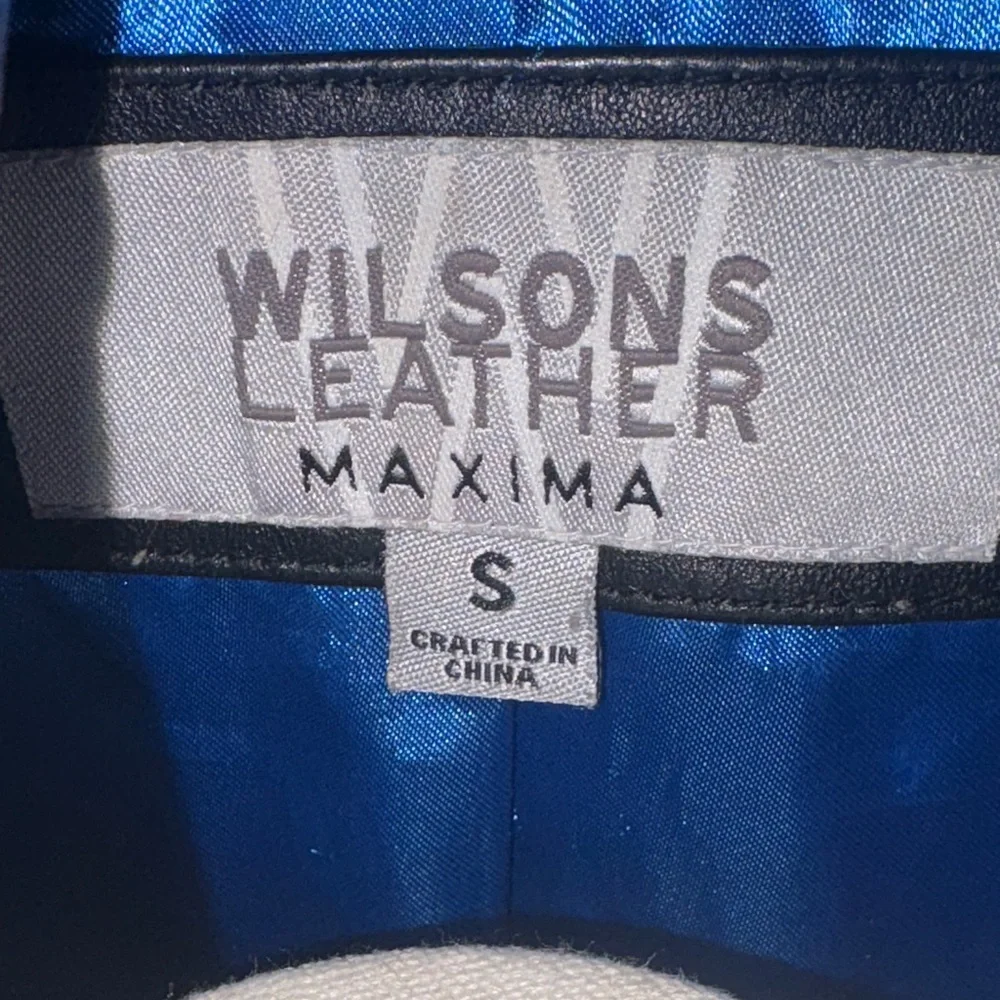 WILSONS
LEATHER
MAXIMA
S
CRAFTED IN
CHINA